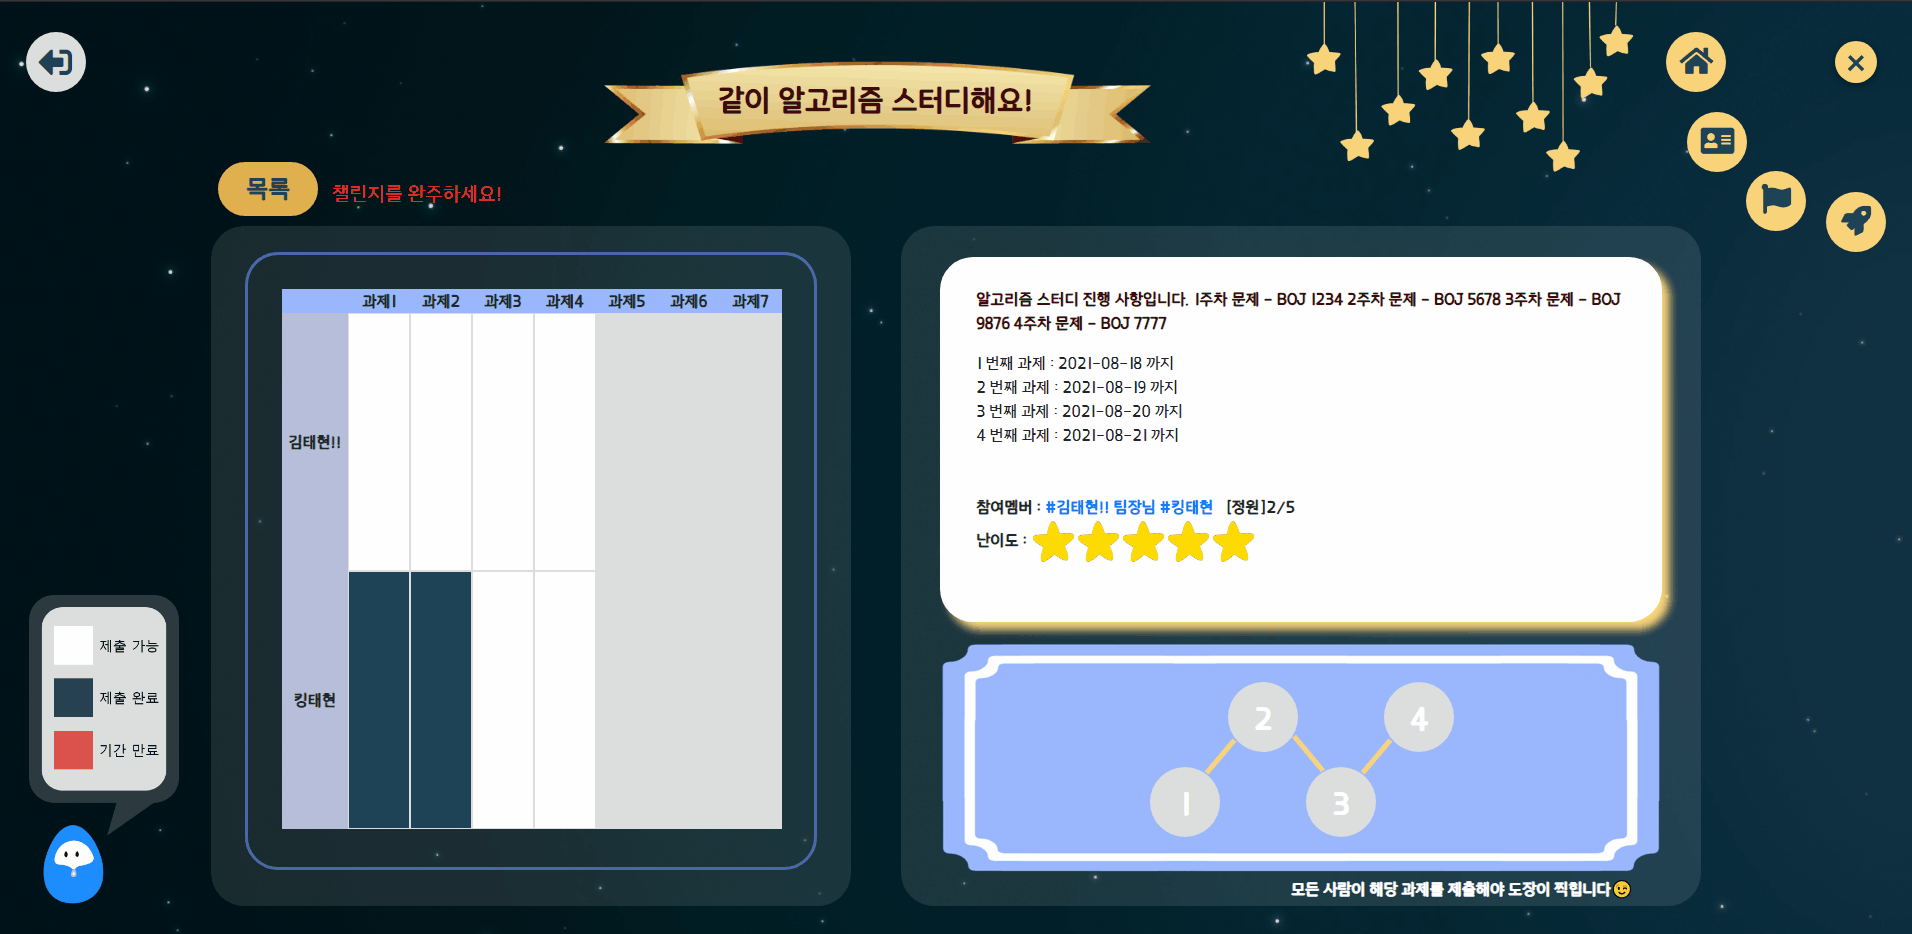 같이 알고리즘 스터디해요!
목록
챌린지를 완주하세요!
과제1 과제2 과제3 과제4 과제5 과제6 과제7
김태현!!
킹태현
제출 가능
제출 완료
기간 만료
알고리즘 스터디 진행 사항입니다. 1주차 문제 - BOJ 1234 2주차 문제 - BOJ 5678 3주차 문제 - BOJ
9876 4주차 문제 - BOJ 7777
1 번째 과제 : 2021-08-18 까지
2 번째 과제 : 2021-08-19 까지
3 번째 과제 : 2021-08-20 까지
4 번째 과제 : 2021-08-21 까지
참여멤버 : #김태현!! 팀장님 #킹태현 [정원]2/5
난이도 :
2 4
1 3
모든 사람이 해당 과제를 제출해야 도장이 찍힙니다😉